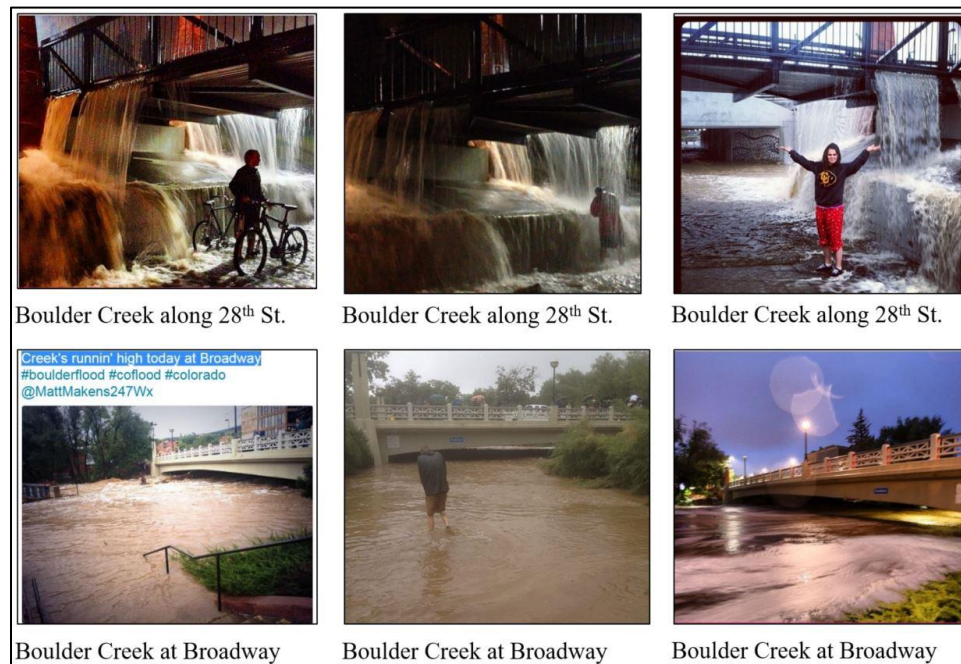 Boulder Creek along 28th St.
Boulder Creek along 28th St.
Boulder Creek along 28th St.
Creek's runnin' high today at Broadway
#boulderflood #coflood #colorado
@MattMakens247Wx
Boulder Creek at Broadway
Boulder Creek at Broadway
Boulder Creek at Broadway